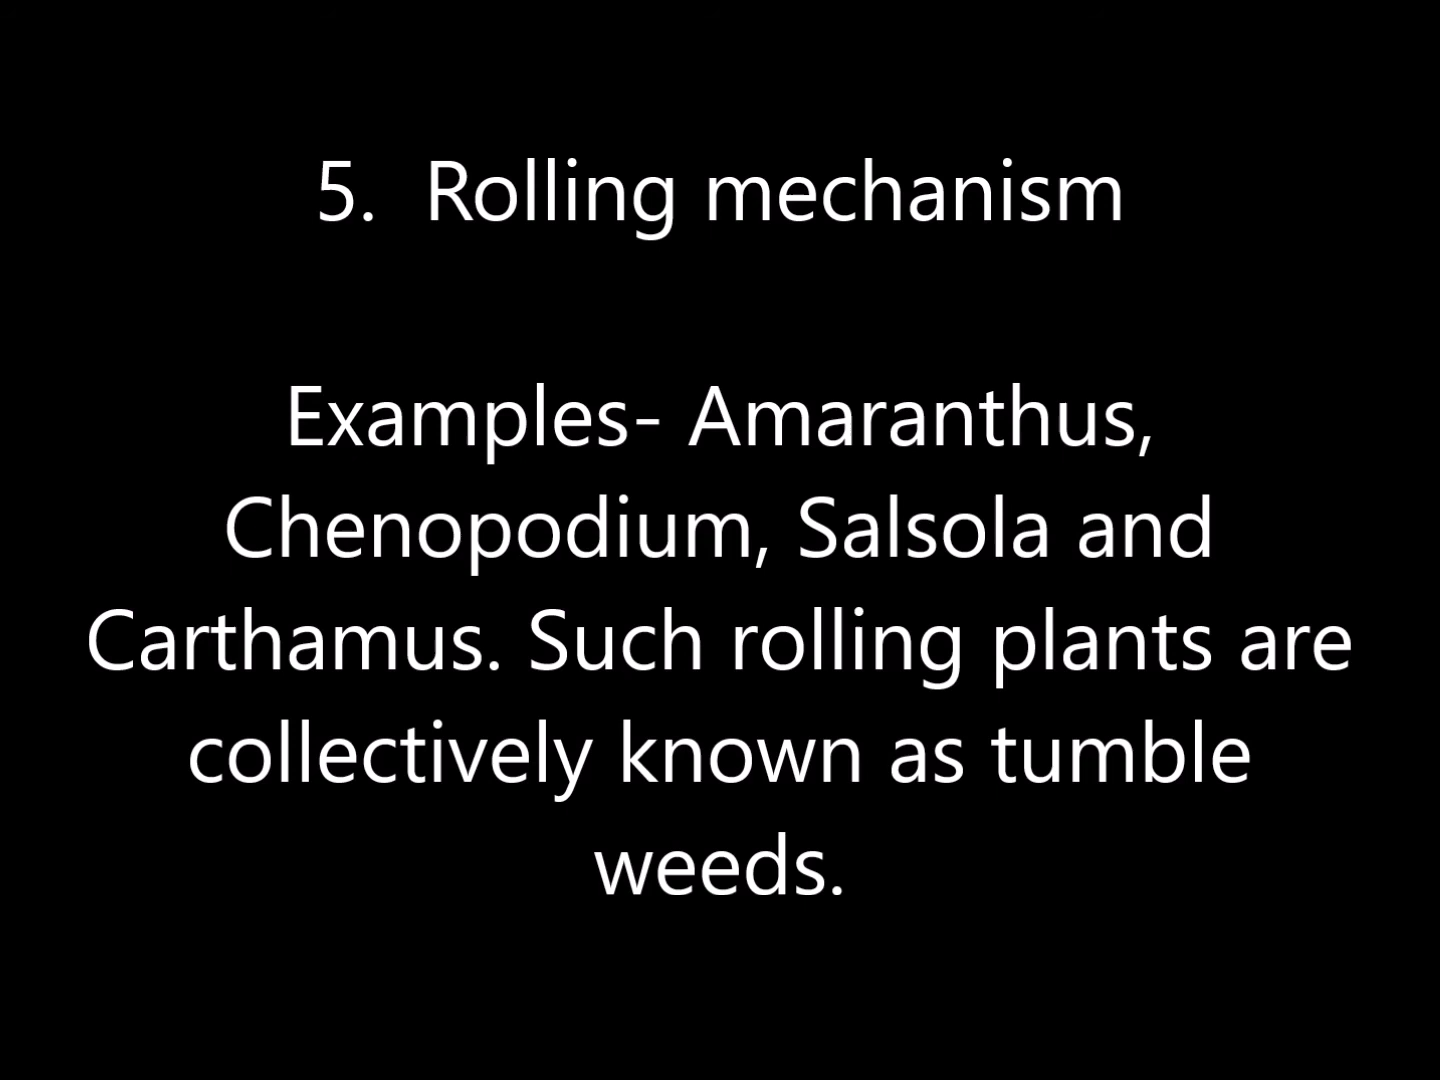 5.  Rolling mechanism
Examples- Amaranthus,
Chenopodium, Salsola and
Carthamus. Such rolling plants are
collectively known as tumble
weeds.